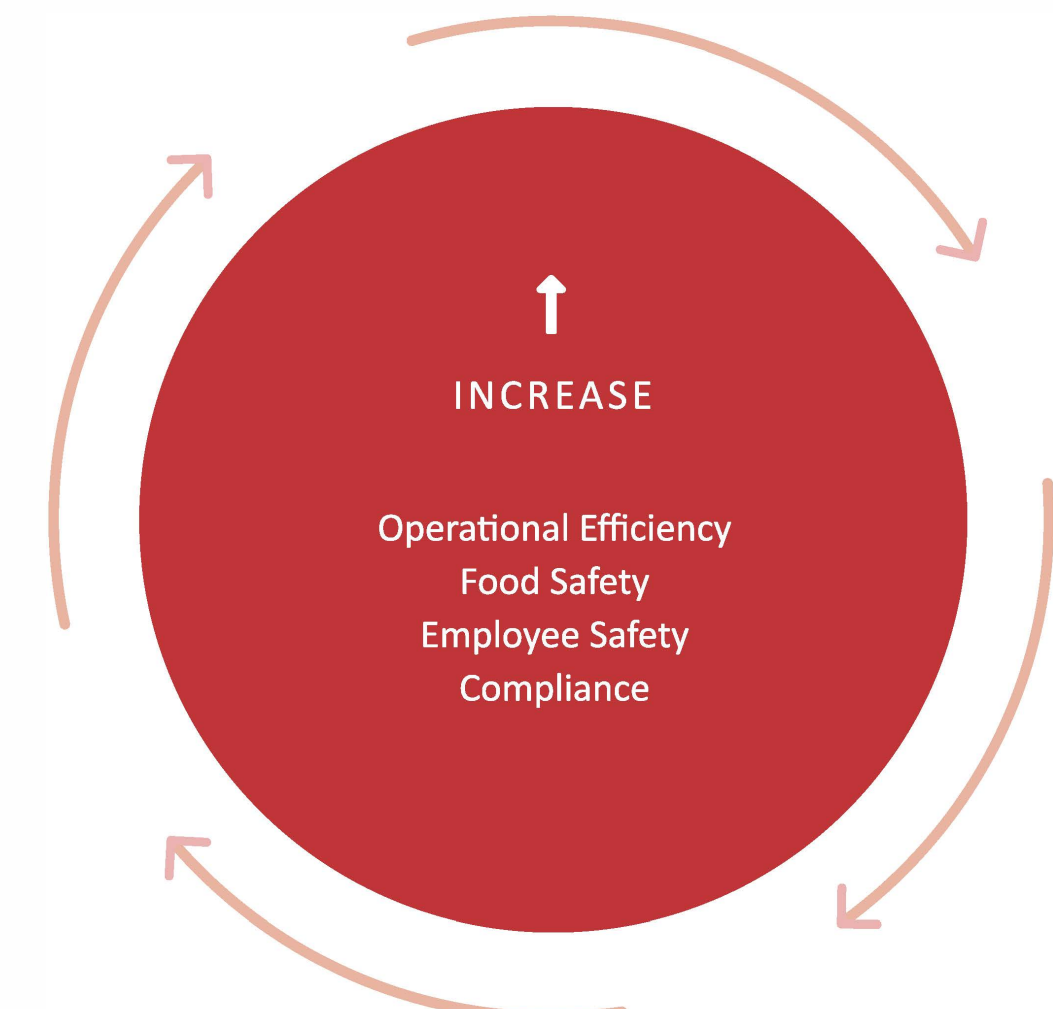 INCREASE
Operational Efficiency
Food Safety
Employee Safety
Compliance